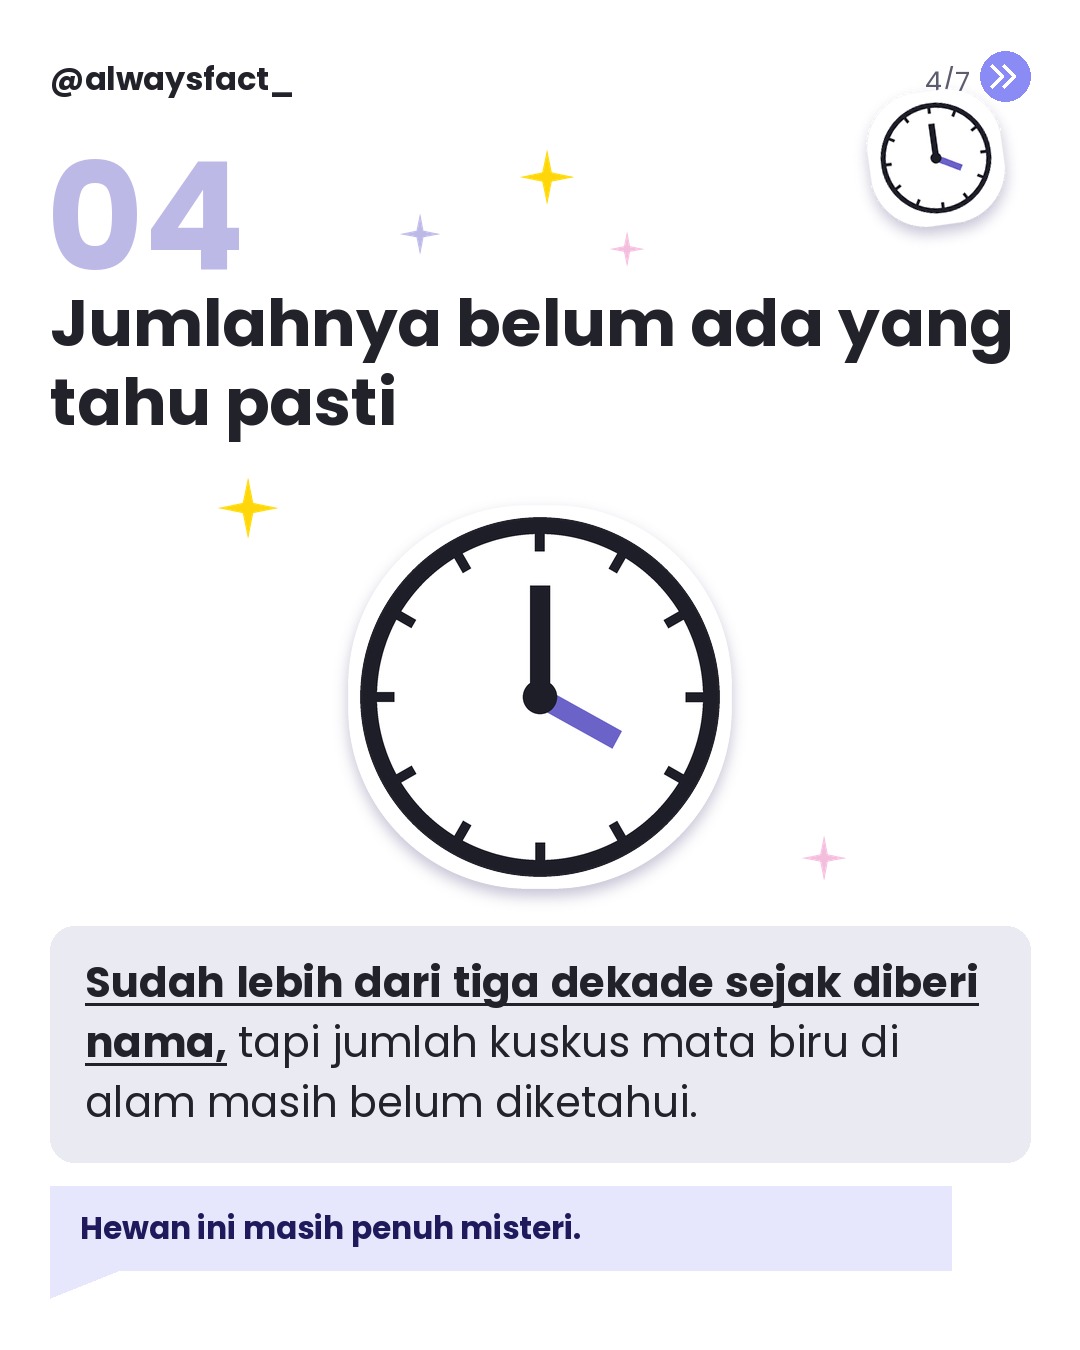 @alwaysfact_
4/7
04
Jumlahnya belum ada yang
tahu pasti
Sudah lebih dari tiga dekade sejak diberi
nama, tapi jumlah kuskus mata biru di
alam masih belum diketahui.
Hewan ini masih penuh misteri.